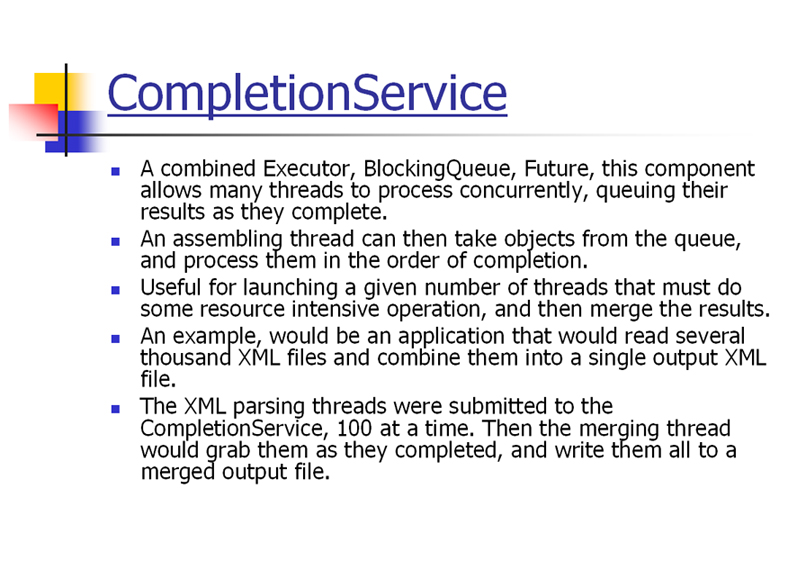 CompletionService
A combined Executor, BlockingQueue, Future, this component
allows many threads to process concurrently, queuing their
results as they complete.
An assembling thread can then take objects from the queue,
and process them in the order of completion.
Useful for launching a given number of threads that must do
some resource intensive operation, and then merge the results.
An example, would be an application that would read several
thousand XML files and combine them into a single output XML
file.
The XML parsing threads were submitted to the
CompletionService, 100 at a time. Then the merging thread
would grab them as they completed, and write them all to a
merged output file.